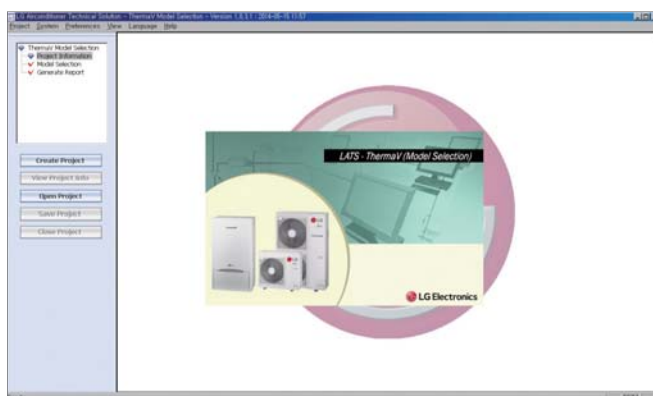 LG Airconditioner Technical Solution - ThermaV Model Selection - Version 1.3.1.1 : 2014-05-15 11:57
Project System Preferences View Language Help
ThermaV Model Selection
Project Information
Model Selection
Generate Report
Create Project
View Project Info
Open Project
Save Project
Close Project
LATS - ThermaV (Model Selection)
LG
LG Electronics